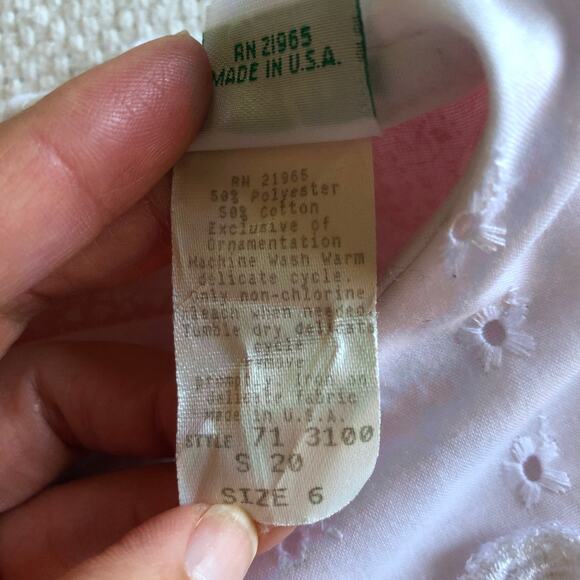 RN 21965
MADE IN U.S.A.
RN 21965
50% Polyester
50% Cotton
Exclusive of
Ornamentation
Machine Wash Warm
delicate cycle.
only non-chlorine
bleach when needed.
Tumble dry delicate
cycle
remove
promptly. Iron on
delicate fabric
Made in U.S.A.
STYLE 71 3100
S 20
SIZE 6